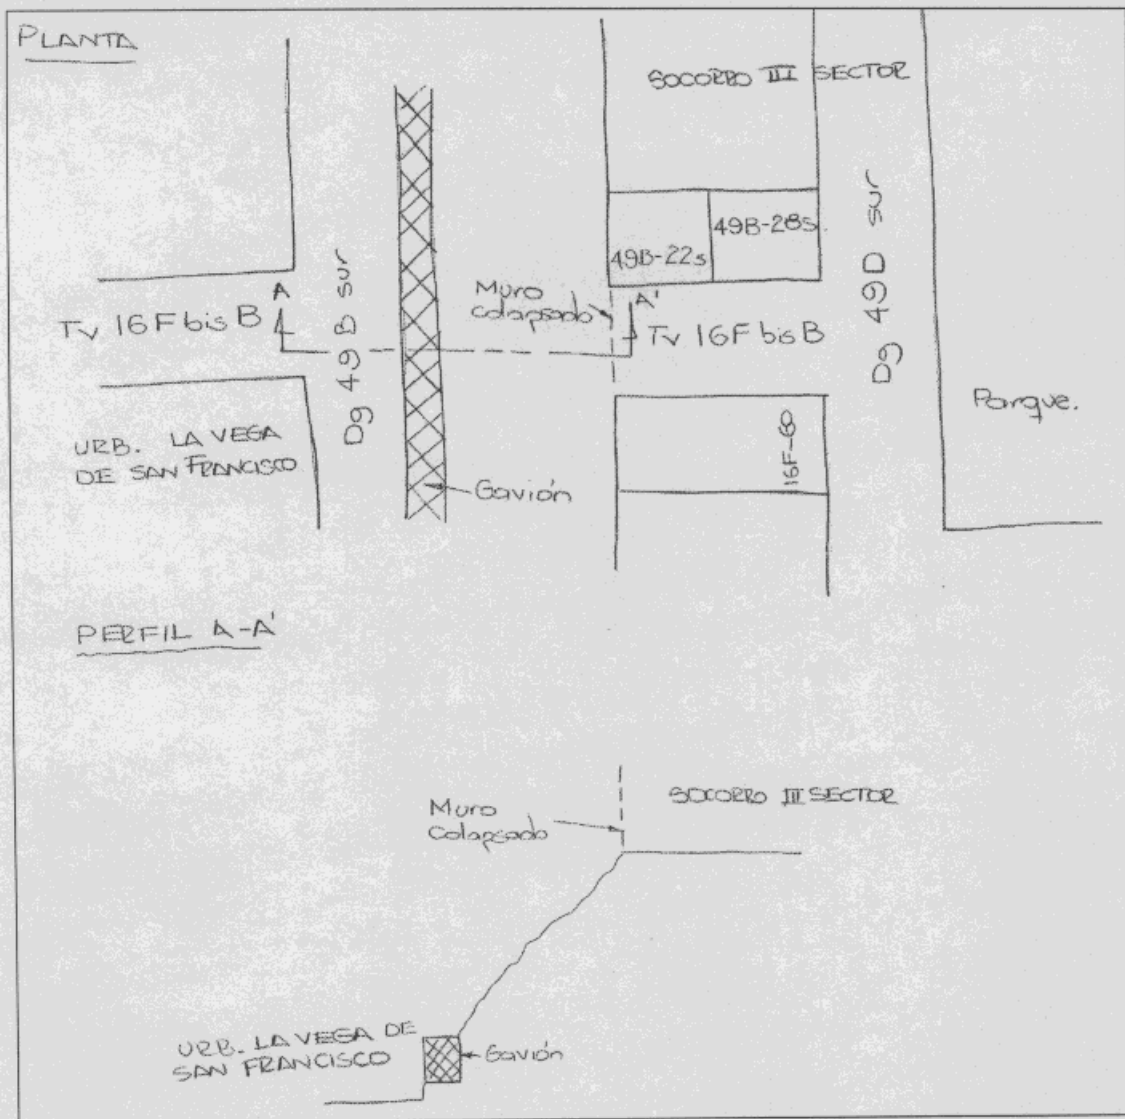 PLANTA
SOCORRO III SECTOR
49B-28s.
49B-22s
Dg 49D sur
Dg 49 B sur
A
Muro
colapsado
A'
Tv 16F bis B
Tv 16F bis B
Parque.
URB. LA VEGA
DE SAN FRANCISCO
16F-60
Gavión
PERFIL A-A'
Muro
colapsado
SOCORRO III SECTOR
URB. LA VEGA DE
SAN FRANCISCO
Gavión